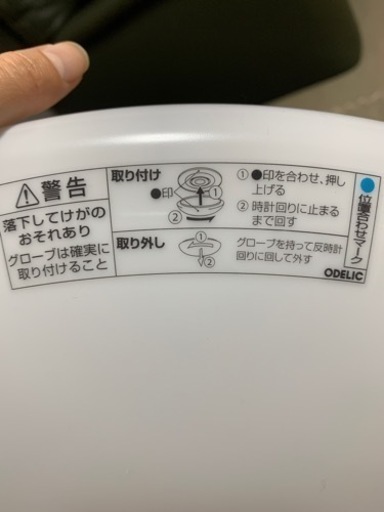 警告
落下してけがの
おそれあり
グローブは確実に
取り付けること
取り付け
●印
①
②
① ●印を合わせ、押し
上げる
② 時計回りに止まる
まで回す
取り外し
①
②
グローブを持って反時計
回りに回して外す
ODELIC
●位置合わせマーク